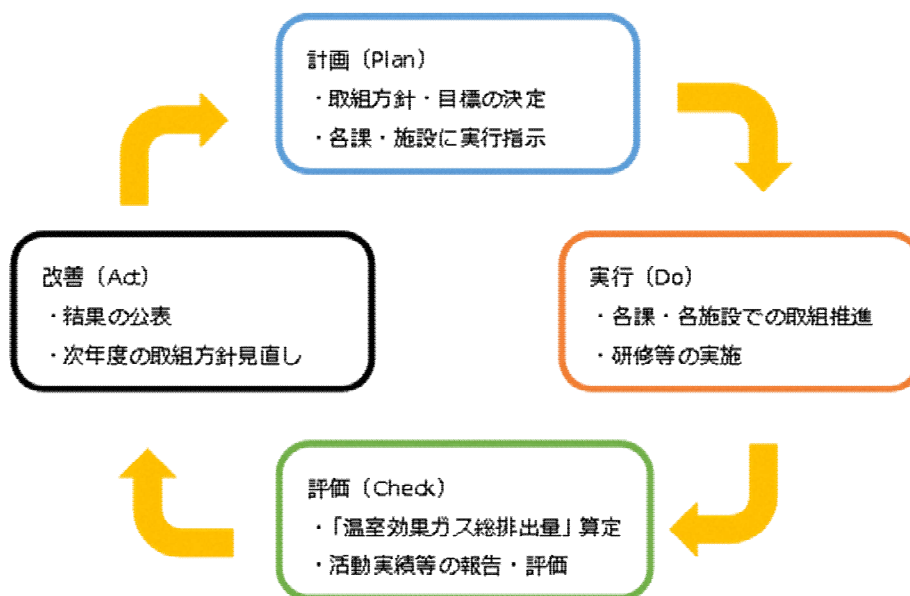 計画（Plan）
・取組方針・目標の決定
・各課・施設に実行指示
改善（Act）
・結果の公表
・次年度の取組方針見直し
実行（Do）
・各課・各施設での取組推進
・研修等の実施
評価（Check）
・「温室効果ガス総排出量」算定
・活動実績等の報告・評価